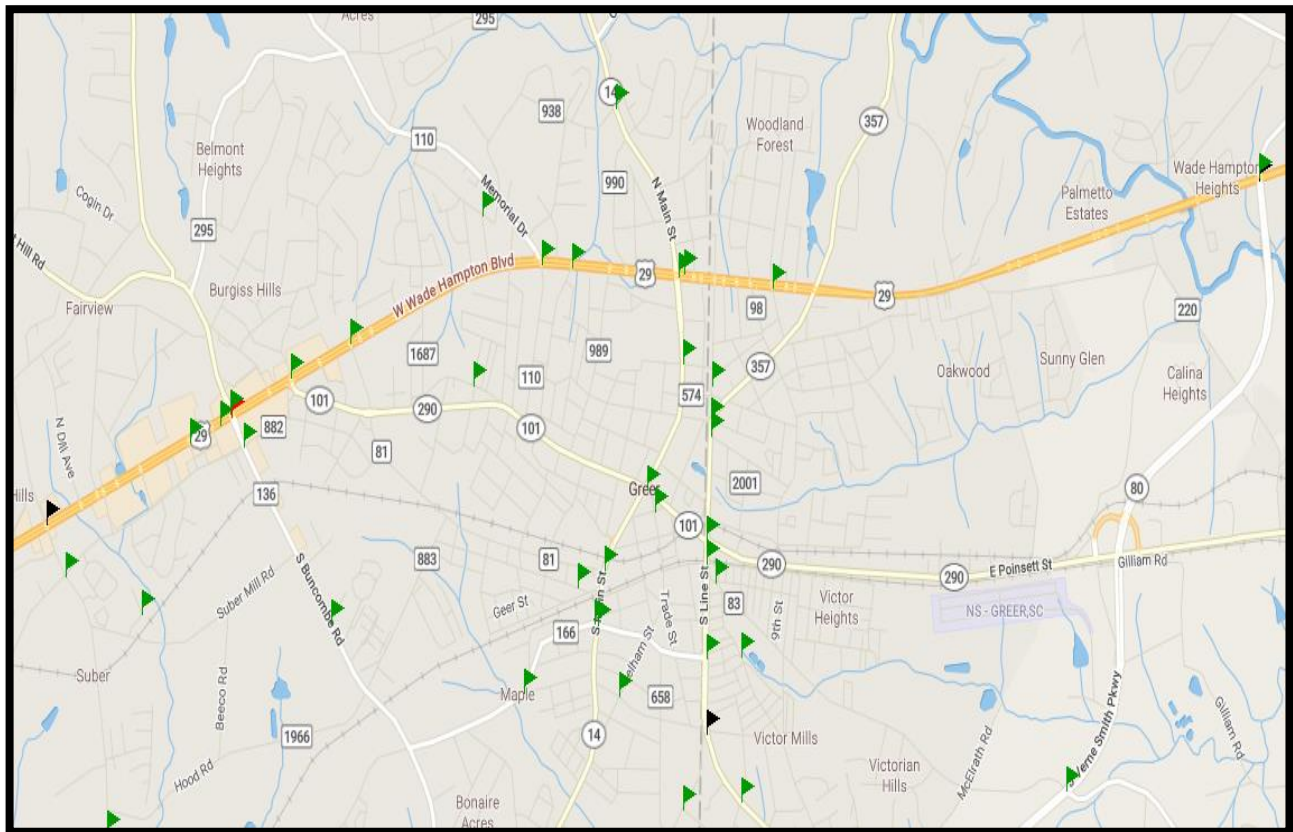 Acres
295
14
938
357
Woodland
Forest
Belmont
Heights
110
990
Wade Hampton
Heights
Cogin Dr
Memorial Dr
N Main St
Palmetto
Estates
295
Hill Rd
W Wade Hampton Blvd
29
29
Burgiss Hills
Fairview
98
220
1687
989
110
357
Sunny Glen
Oakwood
Calina
Heights
574
101
290
101
882
29
81
136
Hills
Greer
2001
80
101
S Buncombe Rd
883
81
290
290
E Poinsett St
Gilliam Rd
Suber Mill Rd
Geer St
S Main St
Trade St
S Line St
83
9th St
Victor
Heights
NS - GREER,SC
166
Suber
Beeco Rd
Maple
658
1966
14
Victor Mills
Hood Rd
Victorian
Hills
McElrath Rd
S Verne Smith Pkwy
Gilliam Rd
Bonaire
Acres